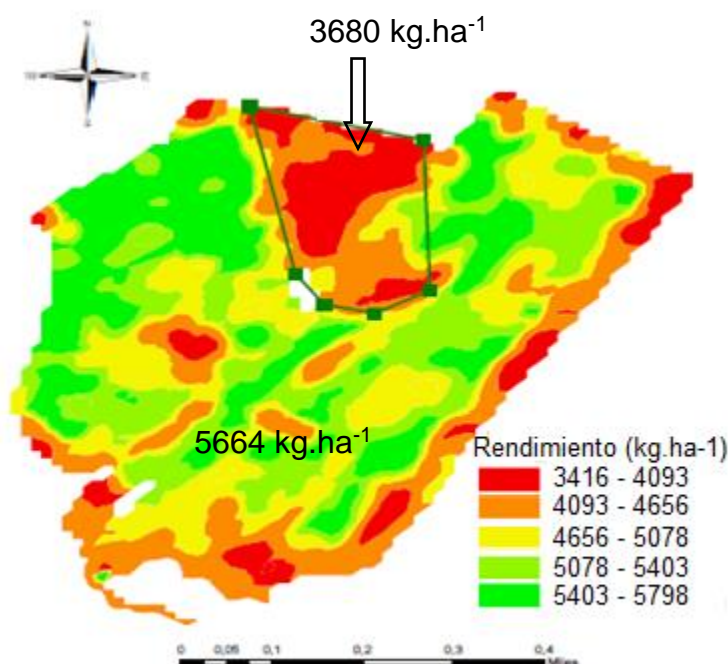 3680 kg.ha-1
5664 kg.ha-1
Rendimiento (kg.ha-1)
3416 - 4093
4093 - 4656
4656 - 5078
5078 - 5403
5403 - 5798
0 0,05 0,1 0,2 0,3 0,4